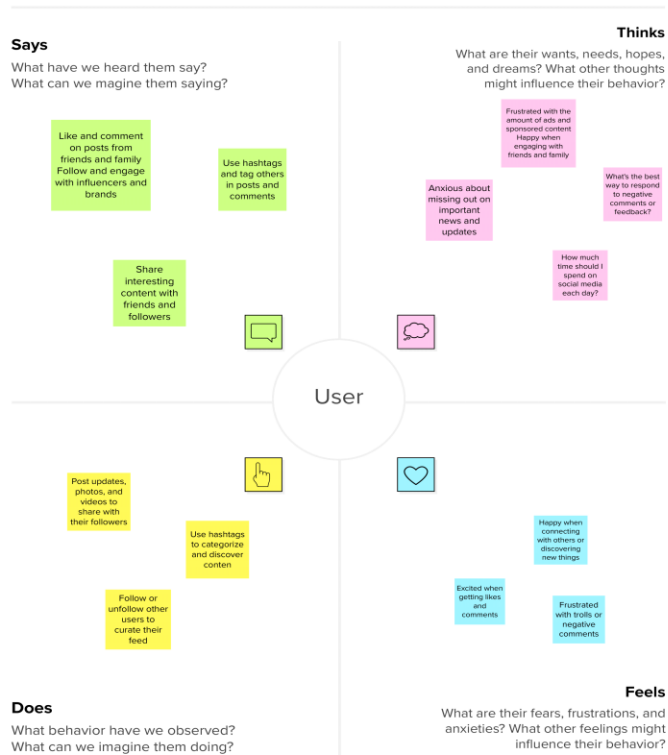 Says
What have we heard them say?
What can we magine them saying?
Like and comment
on posts from
friends and family
Follow and engage
with influencers and
brands
Use hashtags
and tag others
in posts and
comments
Share
interesting
content with
friends and
followers
Thinks
What are their wants, needs, hopes,
and dreams? What other thoughts
might influence their behavior?
Frustrated with the
amount of ads and
sponsored content
Happy when
engaging with
friends and family
Anxious about
missing out on
important
news and
updates
What's the best
way to respond
to negative
comments or
feedback?
How much
time should I
spend on
social media
each day?
User
Post updates,
photos, and
videos to
share with
their followers
Use hashtags
to categorize
and discover
conten
Follow or
unfollow other
users to
curate their
feed
Does
What behavior have we observed?
What can we imagine them doing?
Happy when
connecting
with others or
discovering
new things
Excited when
getting likes
and
comments
Frustrated
with trolls or
negative
comments
Feels
What are their fears, frustrations, and
anxieties? What other feelings might
influence their behavior?